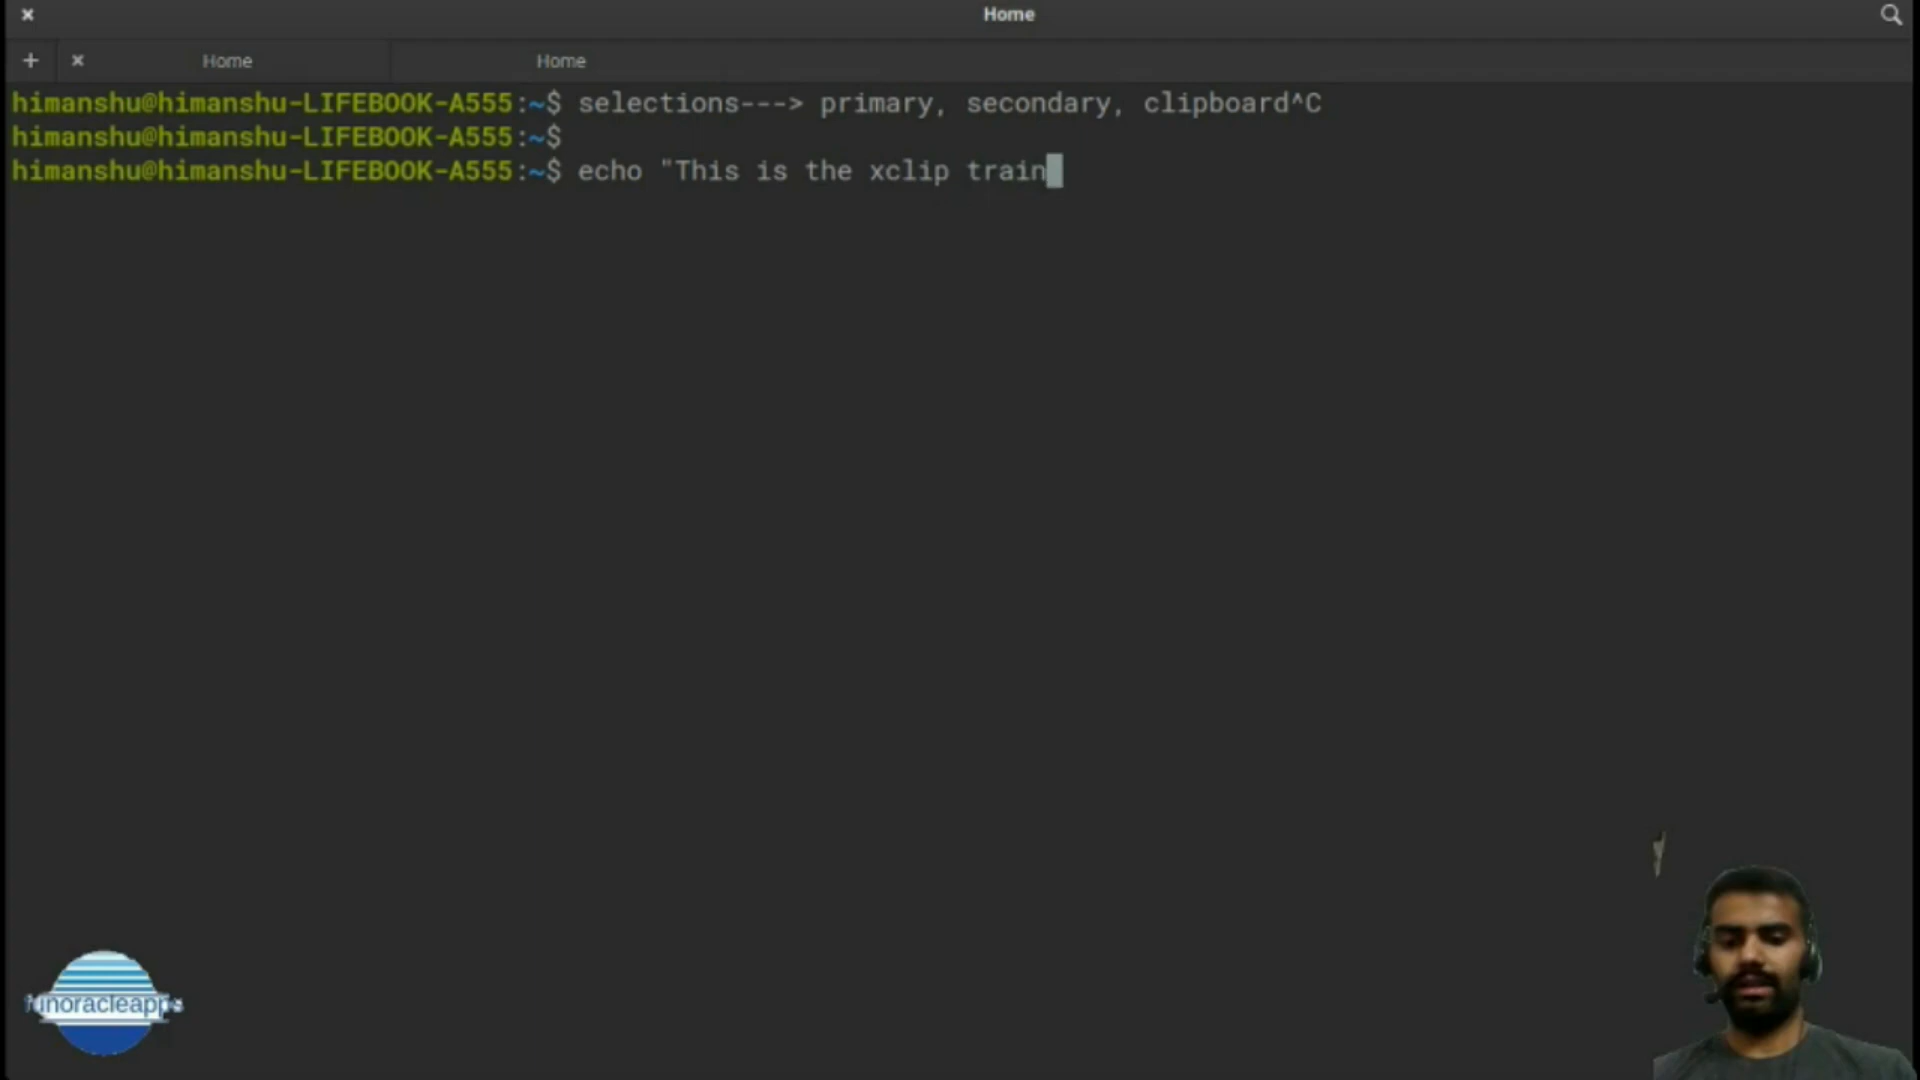 Home
Home Home
himanshu@himanshu-LIFEBOOK-A555:~$ selections---> primary, secondary, clipboard^C
himanshu@himanshu-LIFEBOOK-A555:~$
himanshu@himanshu-LIFEBOOK-A555:~$ echo "This is the xclip train
funoracleapps